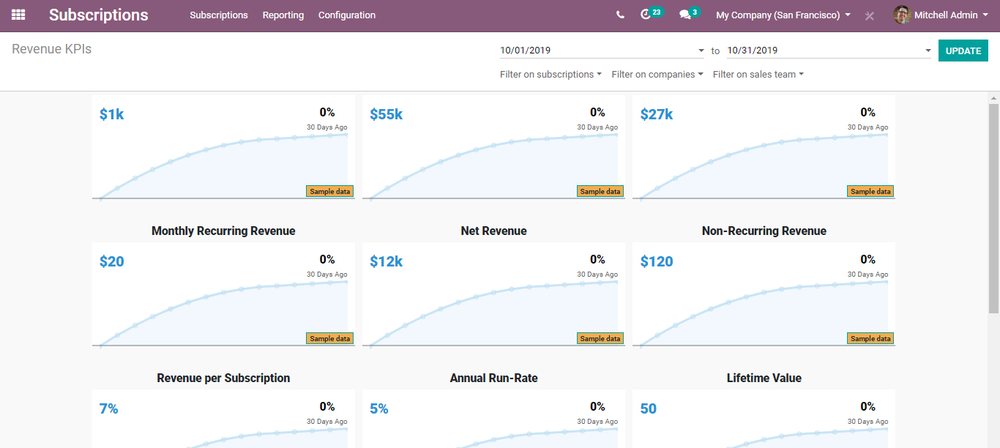 Subscriptions Subscriptions Reporting Configuration 23 3 My Company (San Francisco) Mitchell Admin
Revenue KPIs 10/01/2019 to 10/31/2019 UPDATE
Filter on subscriptions Filter on companies Filter on sales team
$1k 0% $55k 0% $27k 0%
30 Days Ago 30 Days Ago 30 Days Ago
Sample data Sample data Sample data
Monthly Recurring Revenue Net Revenue Non-Recurring Revenue
$20 0% $12k 0% $120 0%
30 Days Ago 30 Days Ago 30 Days Ago
Sample data Sample data Sample data
Revenue per Subscription Annual Run-Rate Lifetime Value
7% 0% 5% 0% 50 0%
30 Days Ago 30 Days Ago 30 Days Ago